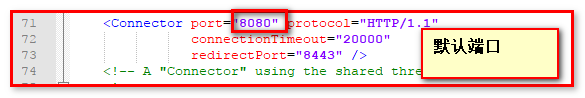 71 <Connector port="8080" protocol="HTTP/1.1"
72 connectionTimeout="20000"
默认端口
73 redirectPort="8443" />
74 <!-- A "Connector" using the shared thre